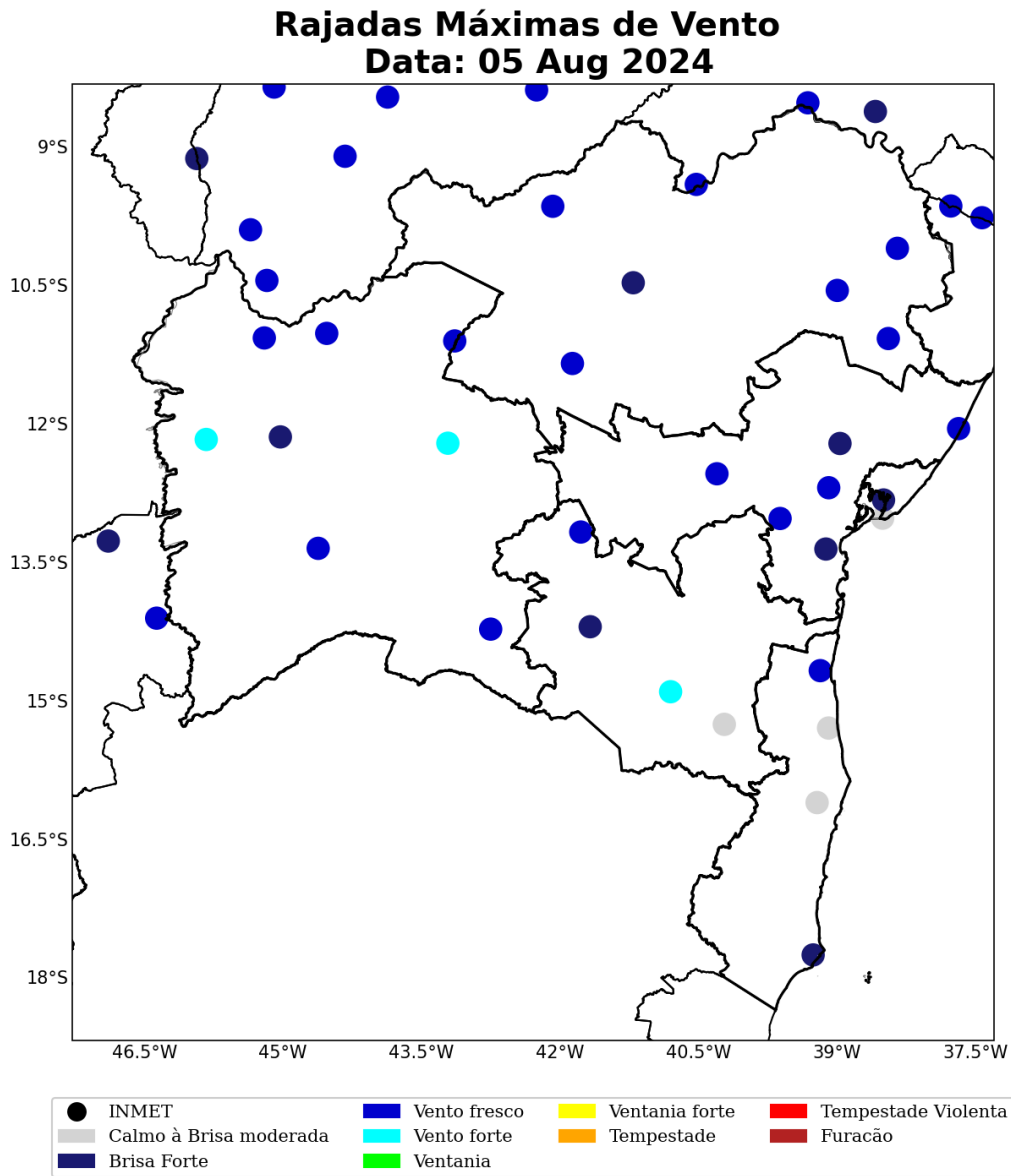 Rajadas Máximas de Vento
Data: 05 Aug 2024
9°S
10.5°S
12°S
13.5°S
15°S
16.5°S
18°S
46.5°W 45°W 43.5°W 42°W 40.5°W 39°W 37.5°W
INMET Vento fresco Ventania forte Tempestade Violenta
Calmo à Brisa moderada Vento forte Tempestade Furacão
Brisa Forte Ventania